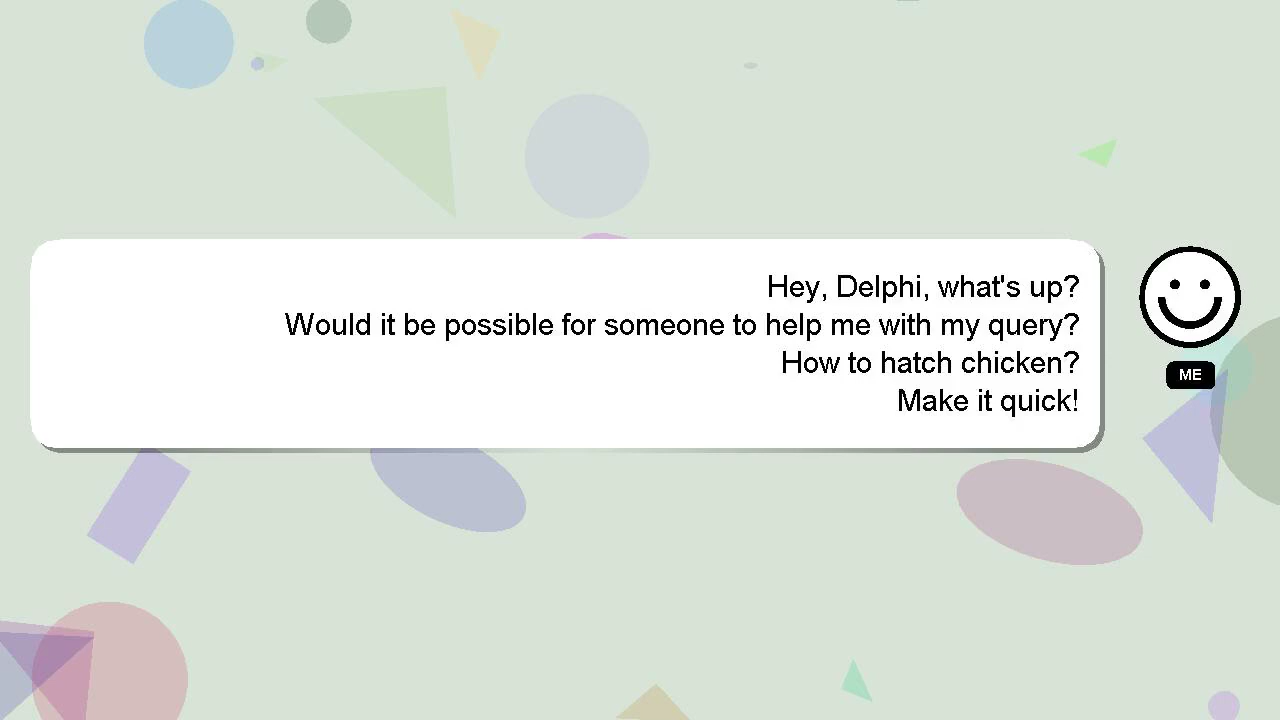 Hey, Delphi, what's up?
Would it be possible for someone to help me with my query?
How to hatch chicken?
Make it quick!
ME